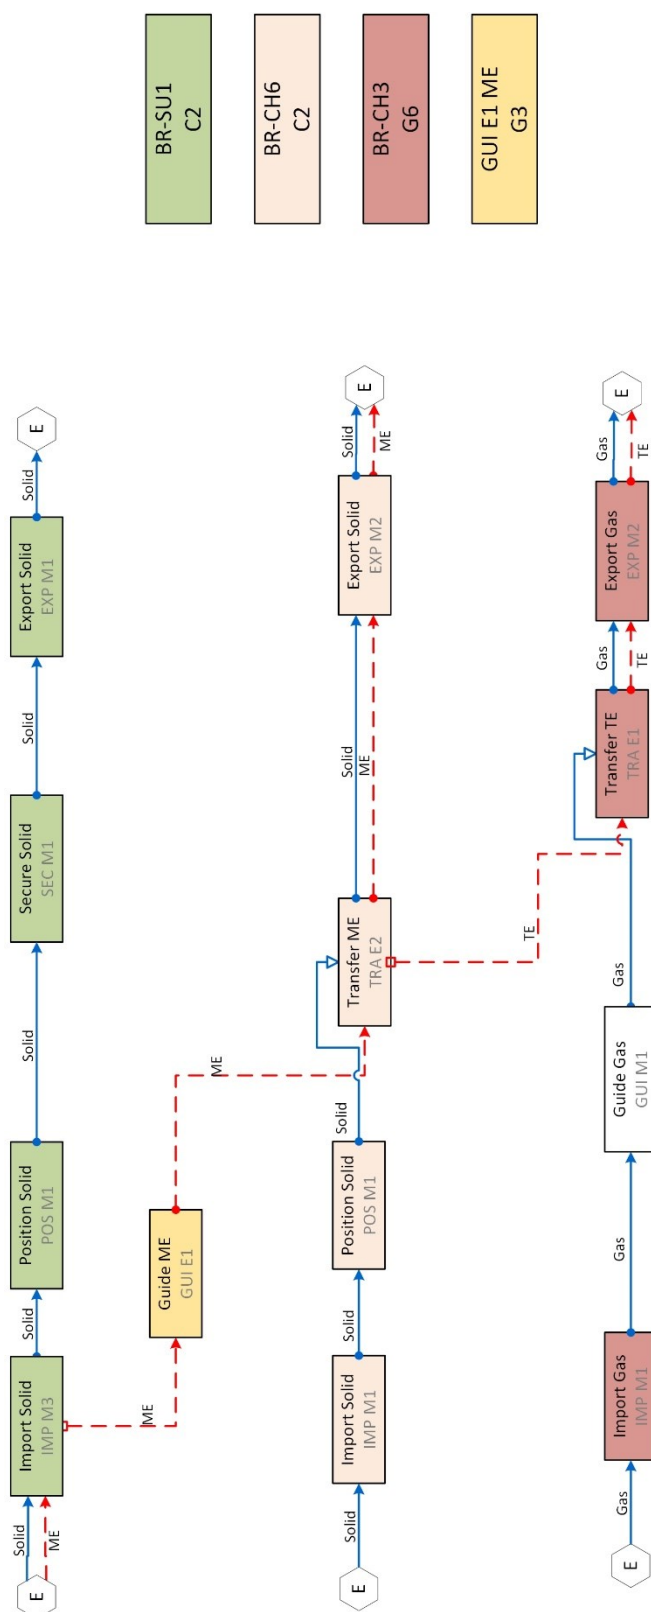 BR-SU1
C2
BR-CH6
C2
BR-CH3
G6
GUI E1 ME
G3
E
Solid
ME
Import Solid
IMP M3
Solid
Position Solid
POS M1
Solid
Secure Solid
SEC M1
Solid
Export Solid
EXP M1
Solid
E
ME
Guide ME
GUI E1
ME
E
Solid
Import Solid
IMP M1
Solid
Position Solid
POS M1
Solid
Transfer ME
TRA E2
Solid
ME
Export Solid
EXP M2
Solid
ME
E
TE
E
Gas
Import Gas
IMP M1
Gas
Guide Gas
GUI M1
Gas
Transfer TE
TRA E1
Gas
TE
Export Gas
EXP M2
Gas
TE
E